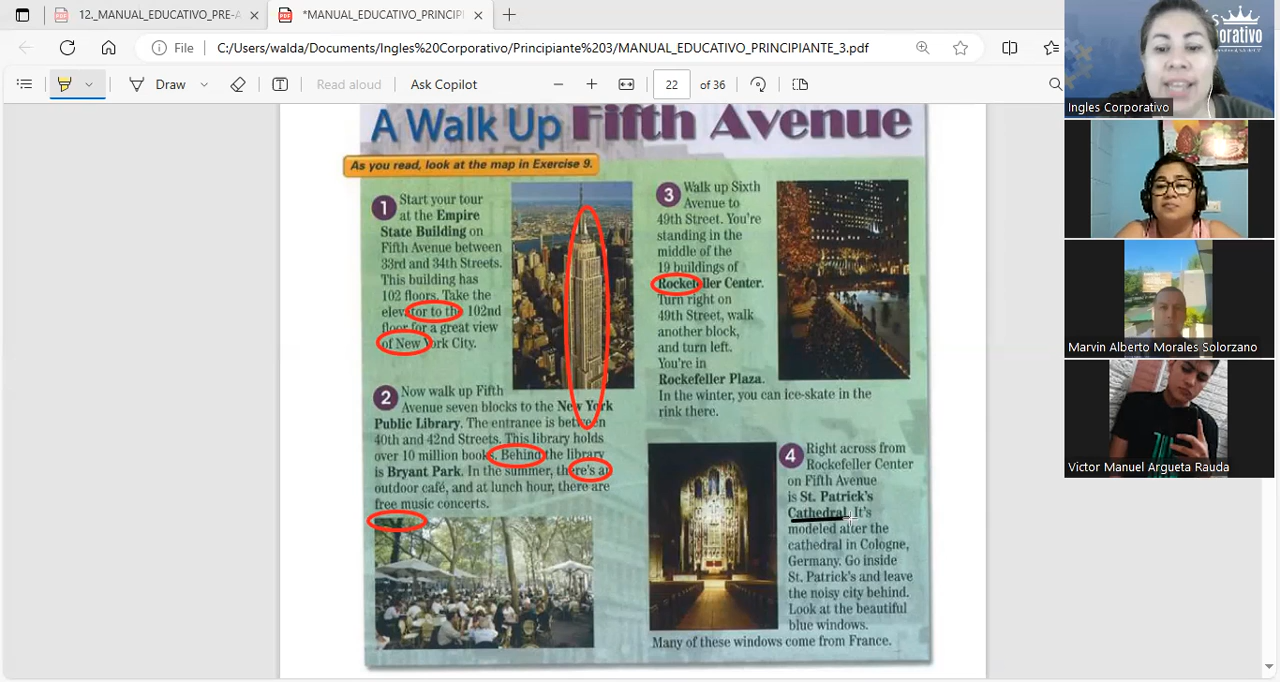 12._MANUAL_EDUCATIVO_PRE-A
*MANUAL_EDUCATIVO_PRINCIPI
File
C:/Users/walda/Documents/Ingles%20Corporativo/Principiante%203/MANUAL_EDUCATIVO_PRINCIPIANTE_3.pdf
Draw
Read aloud
Ask Copilot
22
of 36
A Walk Up Fifth Avenue
As you read, look at the map in Exercise 9.
1 Start your tour
at the Empire
State Building on
Fifth Avenue between
33rd and 34th Streets.
This building has
102 floors. Take the
elevator to the 102nd
floor for a great view
of New York City.
2 Now walk up Fifth
Avenue seven blocks to the New York
Public Library. The entrance is between
40th and 42nd Streets. This library holds
over 10 million books. Behind the library
is Bryant Park. In the summer, there's an
outdoor café, and at lunch hour, there are
free music concerts.
3 Walk up Sixth
Avenue to
49th Street. You're
standing in the
middle of the
19 buildings of
Rockefeller Center.
Turn right on
49th Street, walk
another block,
and turn left.
You're in
Rockefeller Plaza.
In the winter, you can ice-skate in the
rink there.
4 Right across from
Rockefeller Center
on Fifth Avenue
is St. Patrick's
Cathedral. It's
modeled after the
cathedral in Cologne,
Germany. Go inside
St. Patrick's and leave
the noisy city behind.
Look at the beautiful
blue windows.
Many of these windows come from France.
Ingles Corporativo
Marvin Alberto Morales Solorzano
Victor Manuel Argueta Rauda